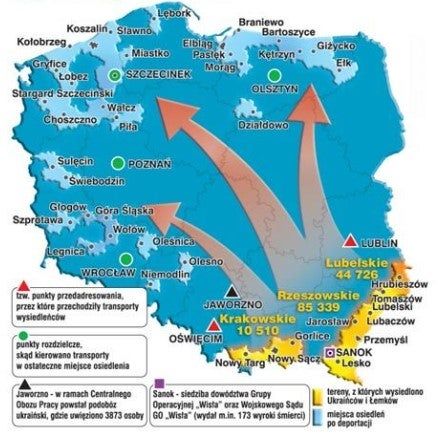 Lębork
Koszalin
Sławno
Kołobrzeg
Miastko
Gryfice
SZCZECINEK
Łobez
Stargard Szczeciński
Wałcz
Choszczno
Piła
Braniewo
Bartoszyce
Elbląg
Giżycko
Pasłęk
Kętrzyn
Morąg
Ełk
OLSZTYN
Działdowo
Sulęcin
POZNAŃ
Świebodzin
Głogów
Góra Śląska
Szprotawa
Wołów
Legnica
Oleśnica
WROCŁAW
Olesno
Niemodlin
LUBLIN
Lubelskie
44 726
Hrubieszów
Rzeszowskie
85 339
Tomaszów
Lubelski
JAWORZNO
Krakowskie
10 510
Jarosław
Lubaczów
OŚWIĘCIM
Gorlice
Przemyśl
Nowy Targ
Nowy Sącz
SANOK
Lesko
tzw. punkty przedadresowania,
przez które przechodziły transporty
wysiedleńców
punkty rozdzielcze,
skąd kierowano transporty
w ostateczne miejsce osiedlenia
Jaworzno - w ramach Centralnego
Obozu Pracy powstał podobóz
ukraiński, gdzie uwięziono 3873 osoby
Sanok - siedziba dowództwa Grupy
Operacyjnej „Wisła” oraz Wojskowego Sądu
GO „Wisła” (wydał m.in. 173 wyroki śmierci)
tereny, z których wysiedlono
Ukraińców i Łemków
miejsca osiedleń
po deportacji